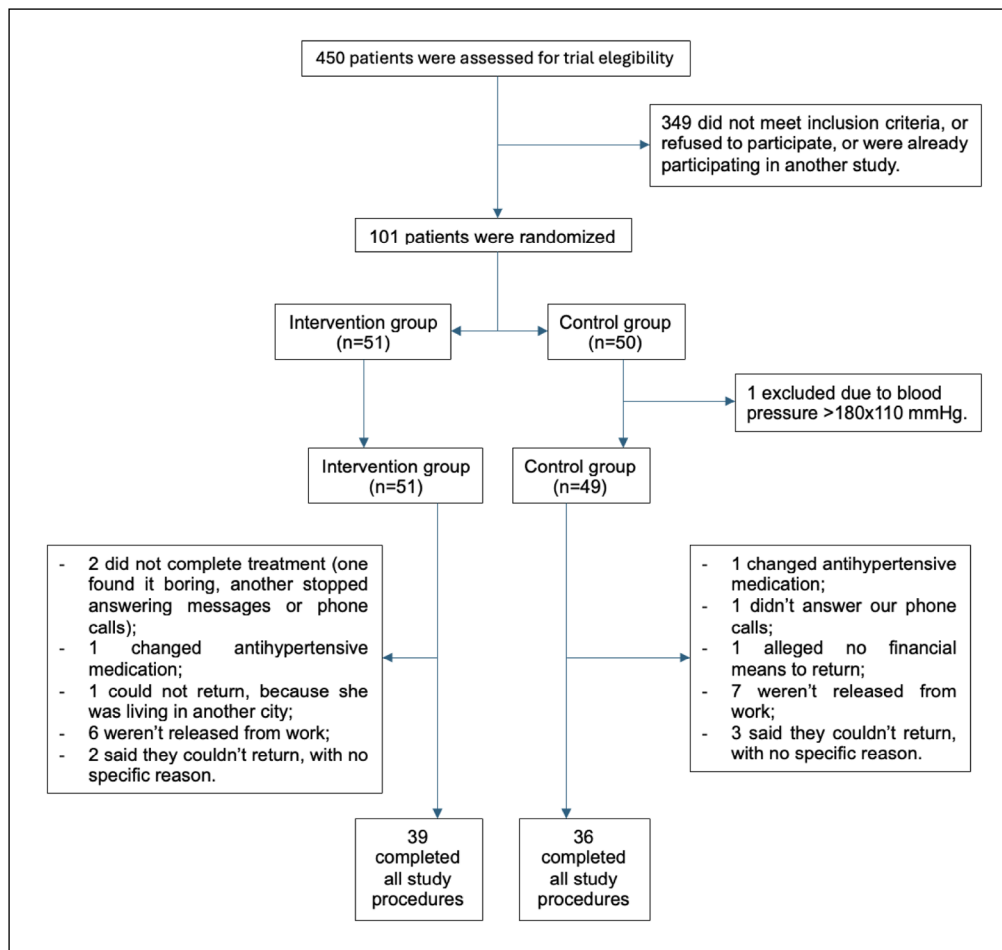 450 patients were assessed for trial elegibility
349 did not meet inclusion criteria, or
refused to participate, or were already
participating in another study.
101 patients were randomized
Intervention group
(n=51)
Control group
(n=50)
1 excluded due to blood
pressure >180x110 mmHg.
Intervention group
(n=51)
Control group
(n=49)
- 2 did not complete treatment (one
found it boring, another stopped
answering messages or phone
calls);
- 1 changed antihypertensive
medication;
- 1 could not return, because she
was living in another city;
- 6 weren't released from work;
- 2 said they couldn't return, with no
specific reason.
- 1 changed antihypertensive
medication;
- 1 didn't answer our phone
calls;
- 1 alleged no financial
means to return;
- 7 weren't released from
work;
- 3 said they couldn't return,
with no specific reason.
39
completed
all study
procedures
36
completed
all study
procedures